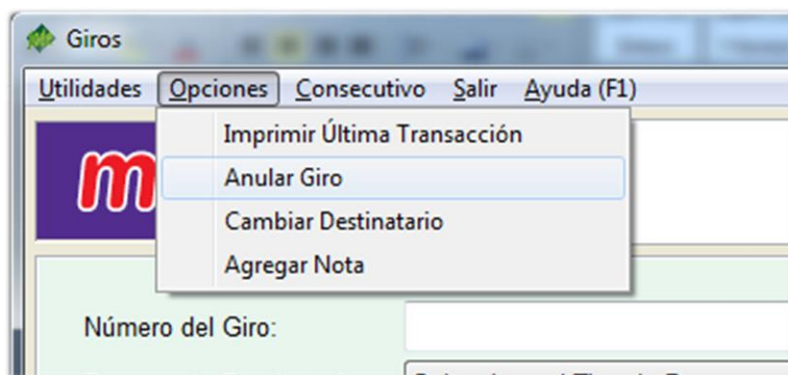 Giros
Utilidades Opciones Consecutivo Salir Ayuda (F1)
Imprimir Última Transacción
m
Anular Giro
Cambiar Destinatario
Agregar Nota
Número del Giro: